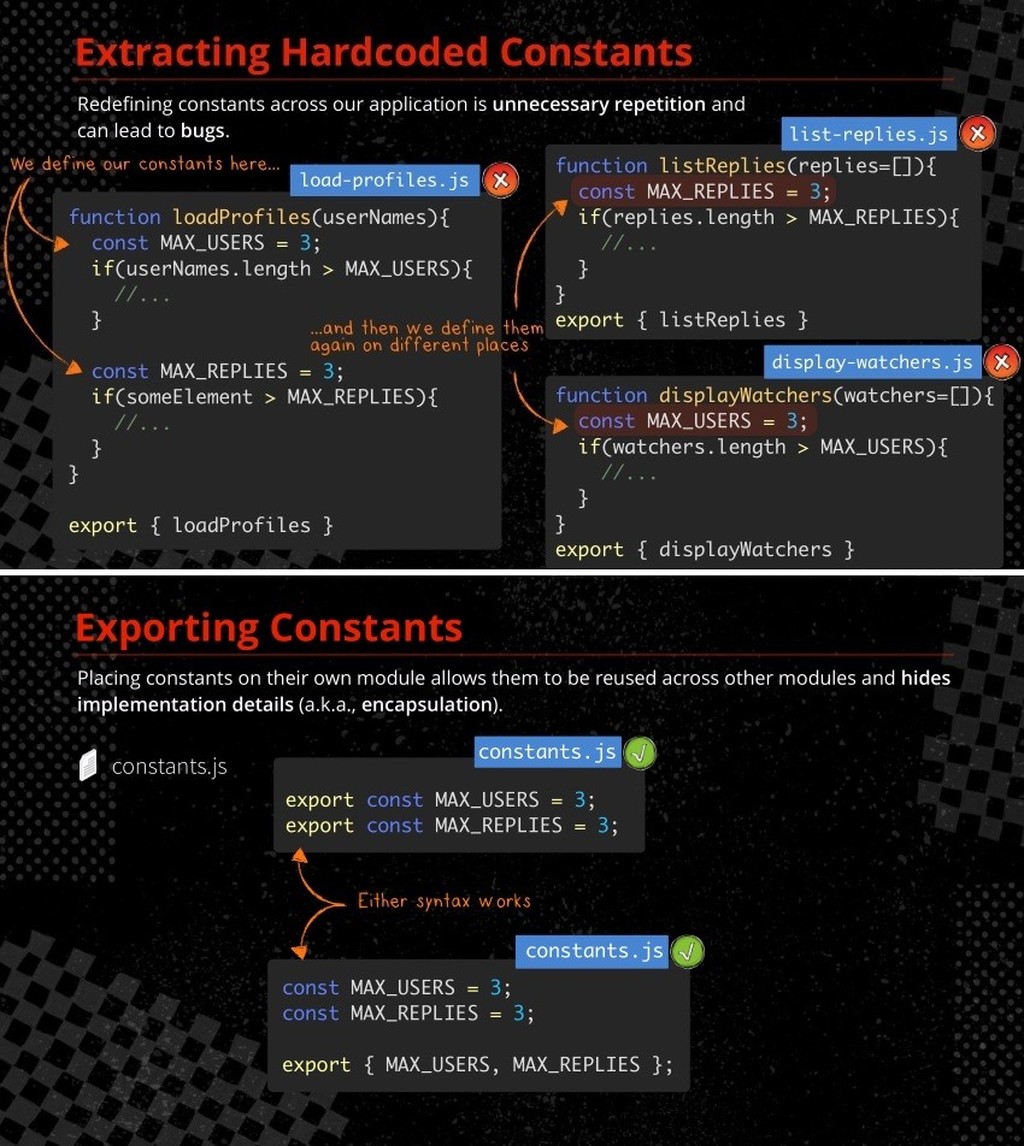 Extracting Hardcoded Constants
Redefining constants across our application is unnecessary repetition and
can lead to bugs.
We define our constants here...
load-profiles.js
function loadProfiles(userNames){
const MAX_USERS = 3;
if(userNames.length > MAX_USERS){
//...
}
const MAX_REPLIES = 3;
if(someElement > MAX_REPLIES){
//...
}
}
export { loadProfiles }
...and then we define them
again on different places
list-replies.js
function listReplies(replies=[]){
const MAX_REPLIES = 3;
if(replies.length > MAX_REPLIES){
//...
}
}
export { listReplies }
display-watchers.js
function displayWatchers(watchers=[]){
const MAX_USERS = 3;
if(watchers.length > MAX_USERS){
//...
}
}
export { displayWatchers }
Exporting Constants
Placing constants on their own module allows them to be reused across other modules and hides
implementation details (a.k.a., encapsulation).
constants.js
constants.js
export const MAX_USERS = 3;
export const MAX_REPLIES = 3;
Either syntax works
constants.js
const MAX_USERS = 3;
const MAX_REPLIES = 3;
export { MAX_USERS, MAX_REPLIES };